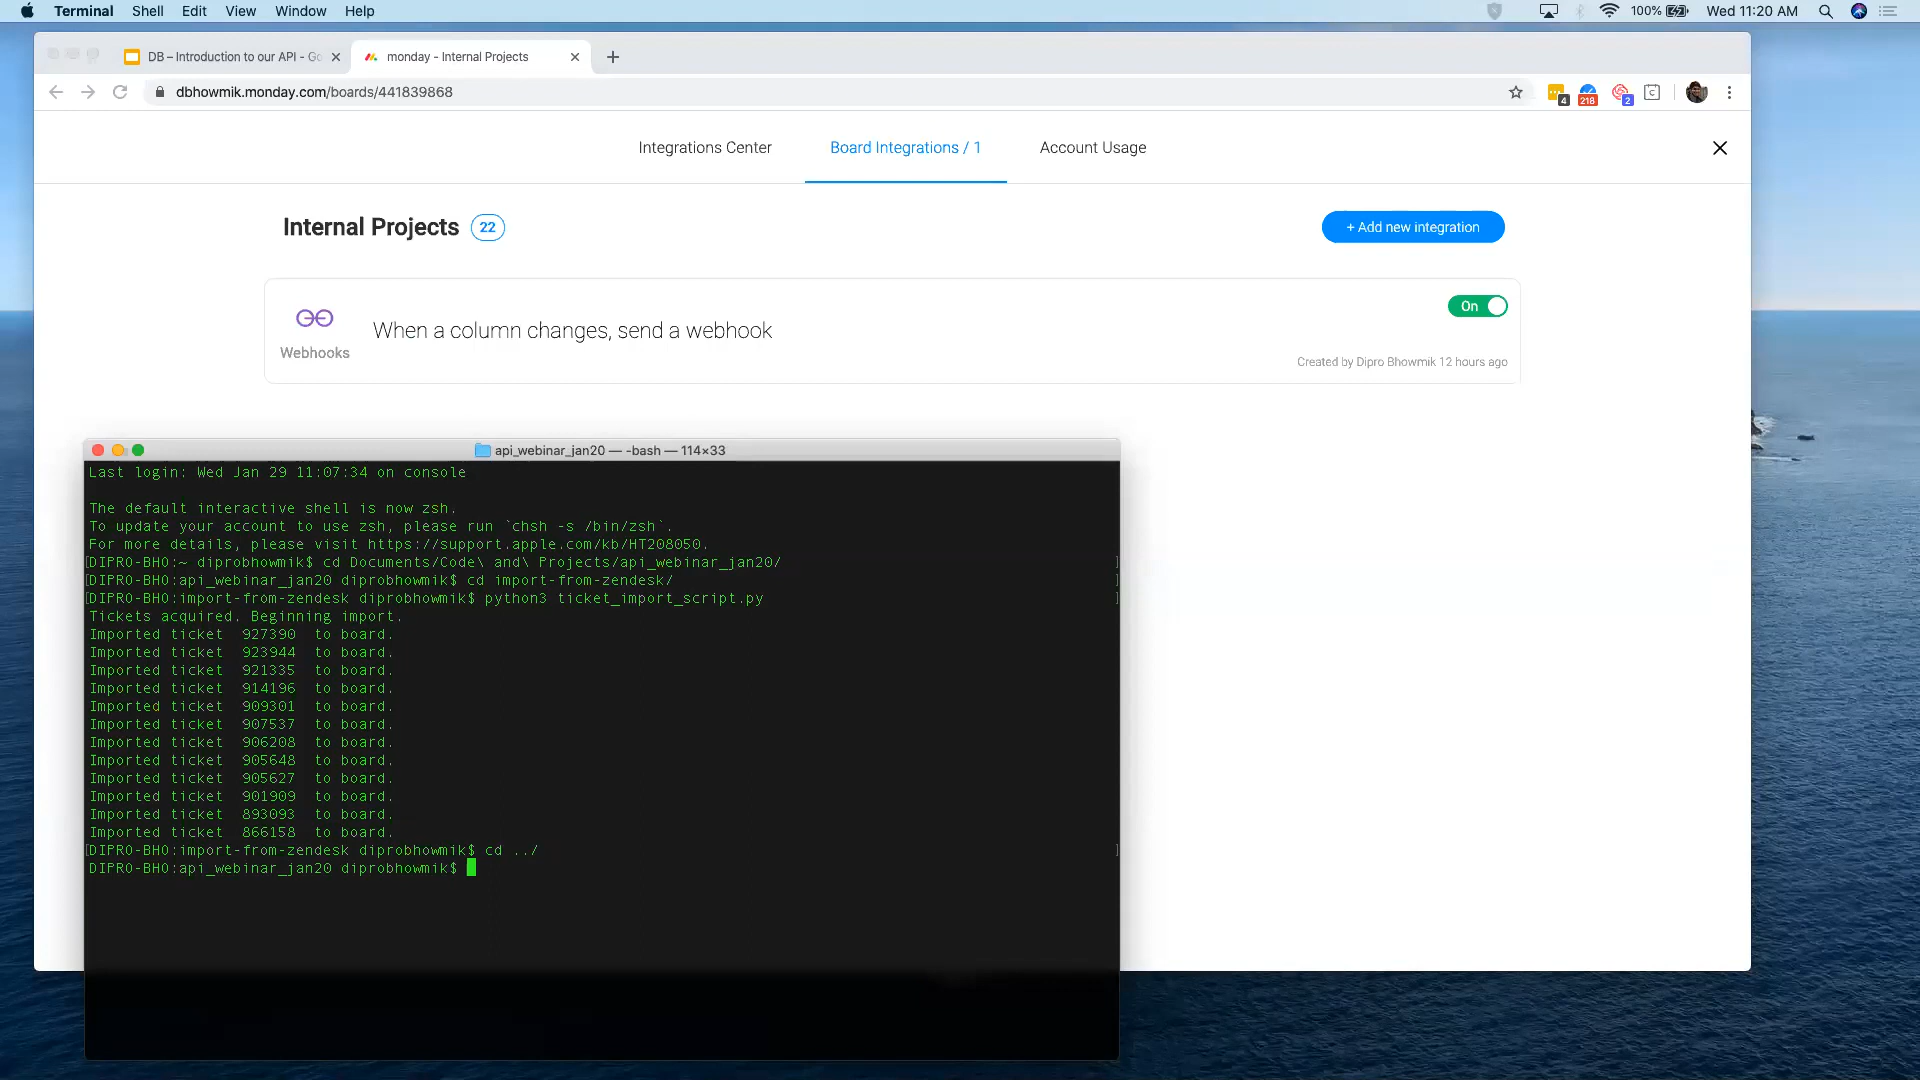 Terminal Shell Edit View Window Help 100% Wed 11:20 AM
DB – Introduction to our API - Go
monday - Internal Projects
dbhowmik.monday.com/boards/441839868
4 218 2
Integrations Center Board Integrations / 1 Account Usage
Internal Projects 22
+ Add new integration
On
When a column changes, send a webhook
Webhooks
Created by Dipro Bhowmik 12 hours ago
api_webinar_jan20 — -bash — 114×33
Last login: Wed Jan 29 11:07:34 on console
The default interactive shell is now zsh.
To update your account to use zsh, please run `chsh -s /bin/zsh`.
For more details, please visit https://support.apple.com/kb/HT208050.
[DIPRO-BHO:~ diprobhowmik$ cd Documents/Code\ and\ Projects/api_webinar_jan20/ ]
[DIPRO-BHO:api_webinar_jan20 diprobhowmik$ cd import-from-zendesk/ ]
[DIPRO-BHO:import-from-zendesk diprobhowmik$ python3 ticket_import_script.py ]
Tickets acquired. Beginning import.
Imported ticket  927390  to board.
Imported ticket  923944  to board.
Imported ticket  921335  to board.
Imported ticket  914196  to board.
Imported ticket  909301  to board.
Imported ticket  907537  to board.
Imported ticket  906208  to board.
Imported ticket  905648  to board.
Imported ticket  905627  to board.
Imported ticket  901909  to board.
Imported ticket  893093  to board.
Imported ticket  866158  to board.
[DIPRO-BHO:import-from-zendesk diprobhowmik$ cd ../ ]
DIPRO-BHO:api_webinar_jan20 diprobhowmik$